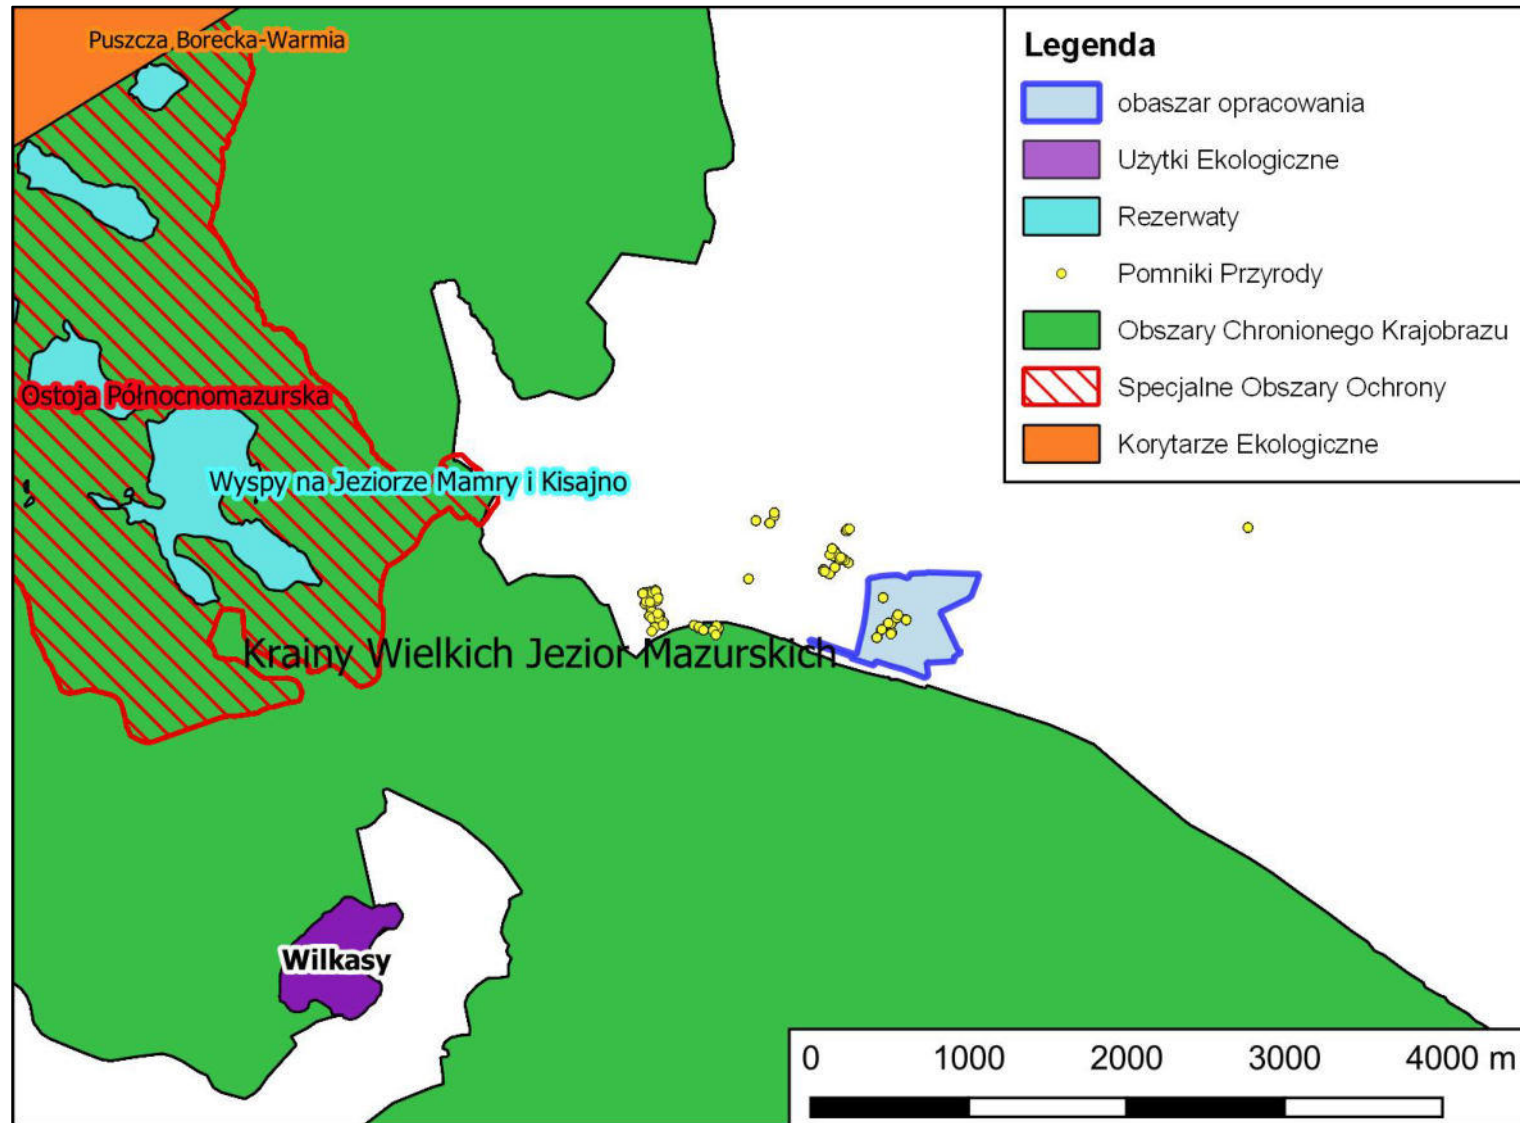 Puszcza Borecka-Warmia
Legenda
obaszar opracowania
Użytki Ekologiczne
Rezerwaty
Pomniki Przyrody
Obszary Chronionego Krajobrazu
Specjalne Obszary Ochrony
Korytarze Ekologiczne
Ostoja Północnomazurska
Wyspy na Jeziorze Mamry i Kisajno
Krainy Wielkich Jezior Mazurskich
Wilkasy
0 1000 2000 3000 4000 m